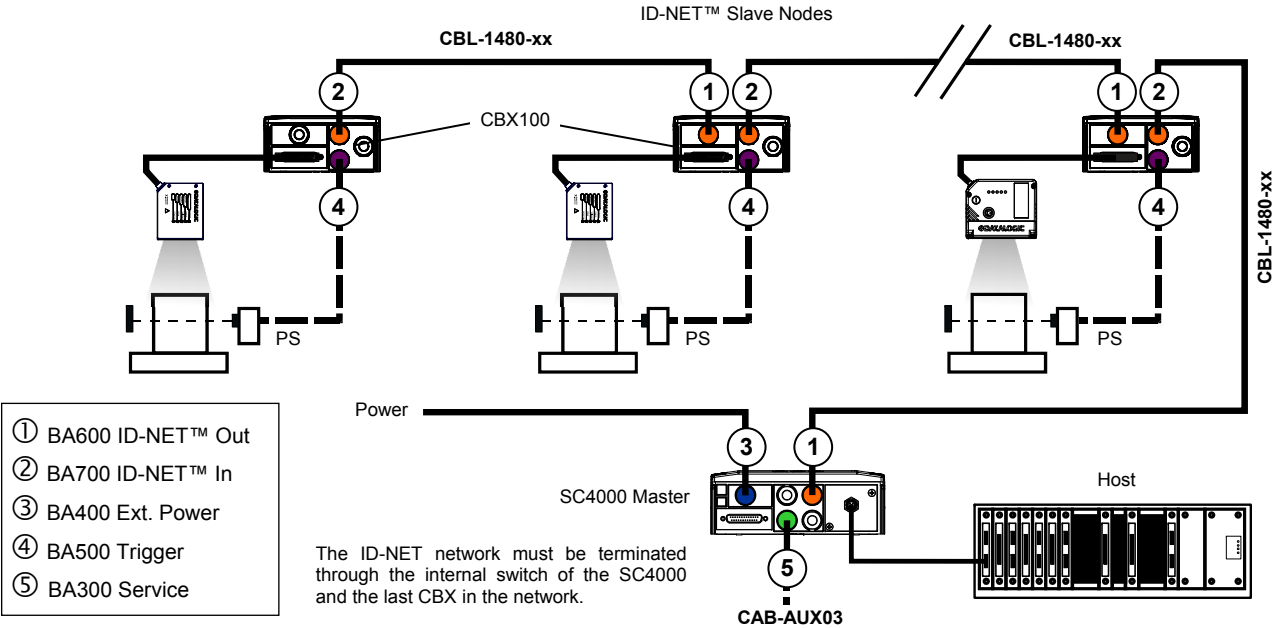 ID-NET™ Slave Nodes
CBL-1480-xx
CBL-1480-xx
2
1
2
1
2
CBX100
4
4
4
CBL-1480-xx
DATALOGIC
PS
PS
PS
Power
3
1
① BA600 ID-NET™ Out
② BA700 ID-NET™ In
③ BA400 Ext. Power
④ BA500 Trigger
⑤ BA300 Service
SC4000 Master
Host
The ID-NET network must be terminated
through the internal switch of the SC4000
and the last CBX in the network.
5
CAB-AUX03